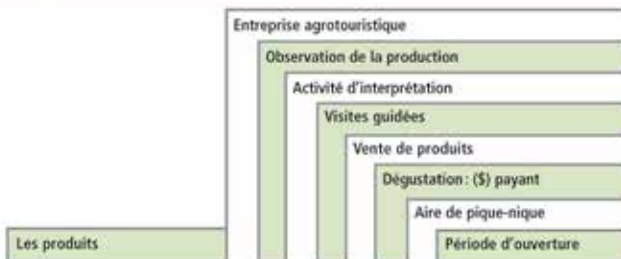 Entreprise agrotouristique
Observation de la production
Activité d'interprétation
Visites guidées
Vente de produits
Dégustation: ($) payant
Aire de pique-nique
Les produits
Période d'ouverture